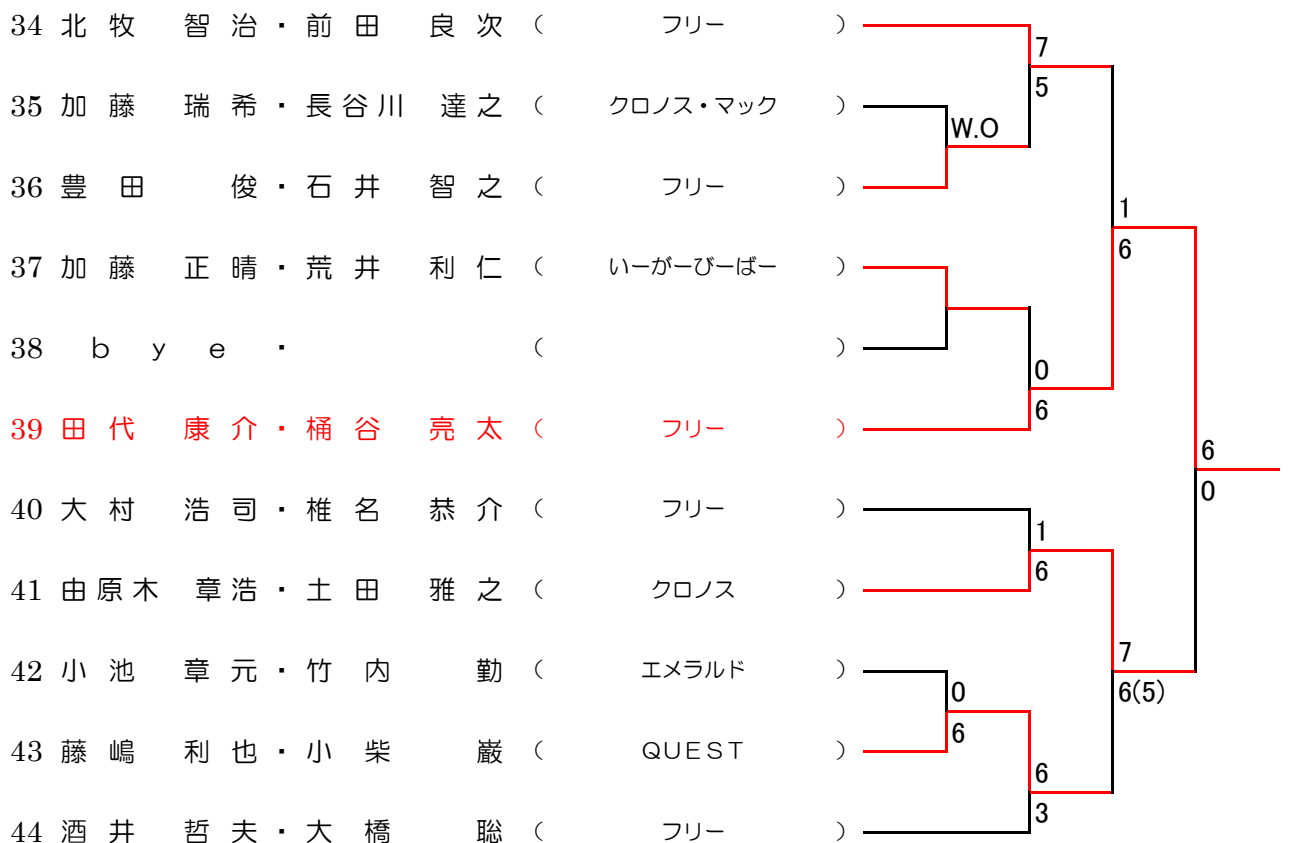 34 北牧 智治・前田 良次 ( フリー )
7
5
35 加藤 瑞希・長谷川 達之 ( クロノス・マック )
W.O
36 豊田 俊・石井 智之 ( フリー )
1
6
37 加藤 正晴・荒井 利仁 ( いーがーびーばー )
38 bye・ ( )
0
6
39 田代 康介・桶谷 亮太 ( フリー )
6
0
40 大村 浩司・椎名 恭介 ( フリー )
1
6
41 由原木 章浩・土田 雅之 ( クロノス )
7
6(5)
42 小池 章元・竹内 勤 ( エメラルド )
0
6
43 藤嶋 利也・小柴 巌 ( QUEST )
6
3
44 酒井 哲夫・大橋 聡 ( フリー )